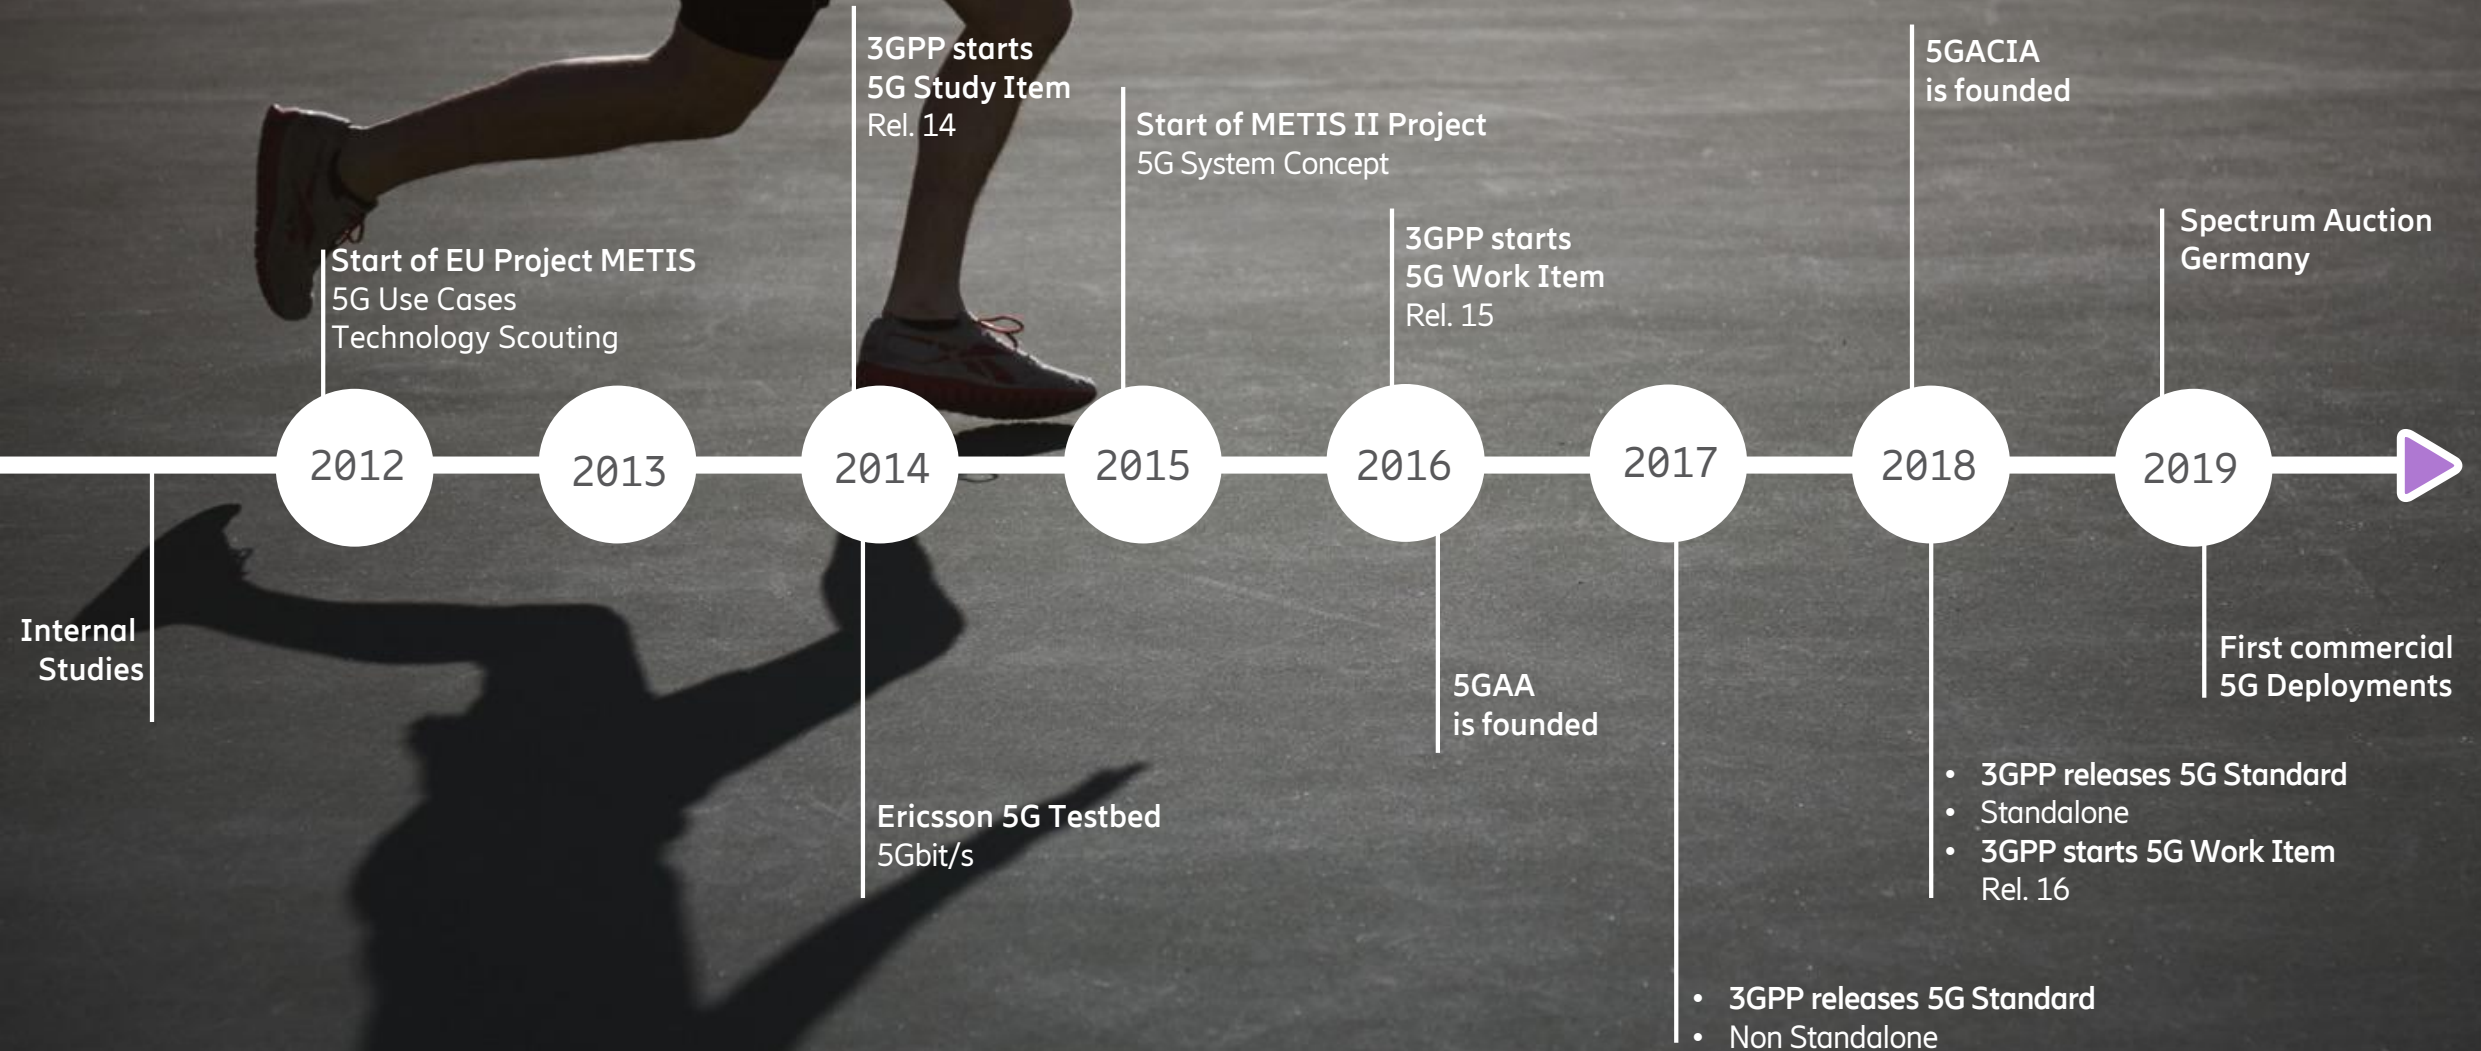 3GPP starts
5G Study Item
Rel. 14
5GACIA
is founded
Start of METIS II Project
5G System Concept
Spectrum Auction
Germany
3GPP starts
5G Work Item
Rel. 15
Start of EU Project METIS
5G Use Cases
Technology Scouting
2012
2013
2014
2015
2016
2017
2018
2019
Internal
Studies
First commercial
5G Deployments
5GAA
is founded
• 3GPP releases 5G Standard
• Standalone
• 3GPP starts 5G Work Item
Rel. 16
Ericsson 5G Testbed
5Gbit/s
• 3GPP releases 5G Standard
• Non Standalone